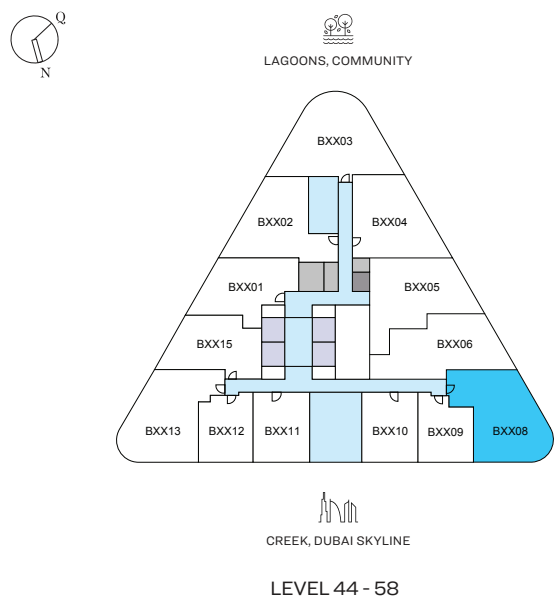 Q
N
LAGOONS, COMMUNITY
BXX03
BXX02
BXX04
BXX01
BXX05
BXX15
BXX06
BXX13
BXX12
BXX11
BXX10
BXX09
BXX08
CREEK, DUBAI SKYLINE
LEVEL 44 - 58